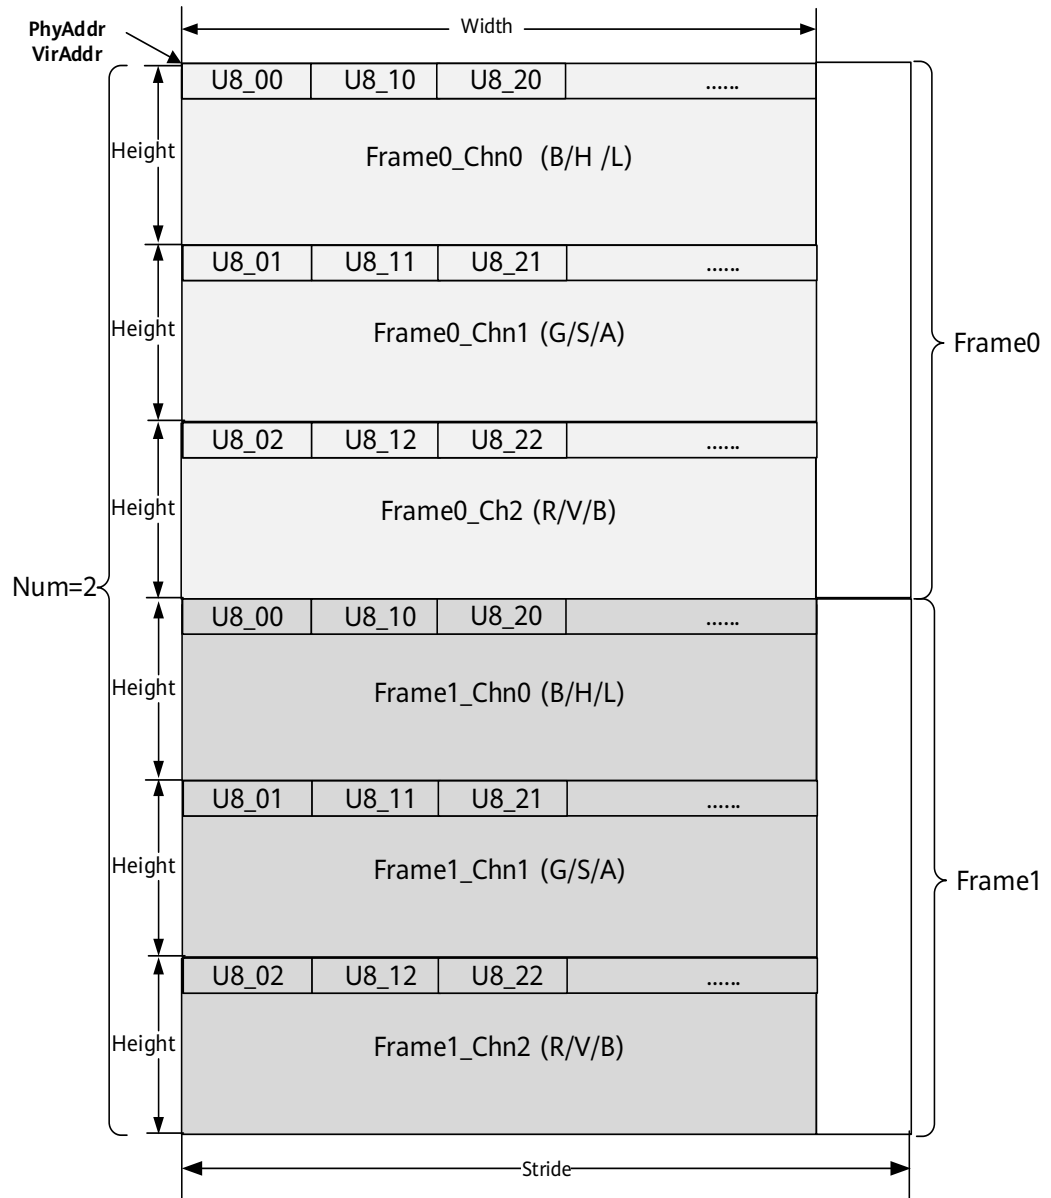 Width
PhyAddr
VirAddr
U8_00 U8_10 U8_20 ......
Height
Frame0_Chn0 (B/H /L)
U8_01 U8_11 U8_21 ......
Height
Frame0_Chn1 (G/S/A)
Frame0
U8_02 U8_12 U8_22 ......
Height
Frame0_Ch2 (R/V/B)
Num=2
U8_00 U8_10 U8_20 ......
Height
Frame1_Chn0 (B/H/L)
U8_01 U8_11 U8_21 ......
Height
Frame1_Chn1 (G/S/A)
Frame1
U8_02 U8_12 U8_22 ......
Height
Frame1_Chn2 (R/V/B)
Stride